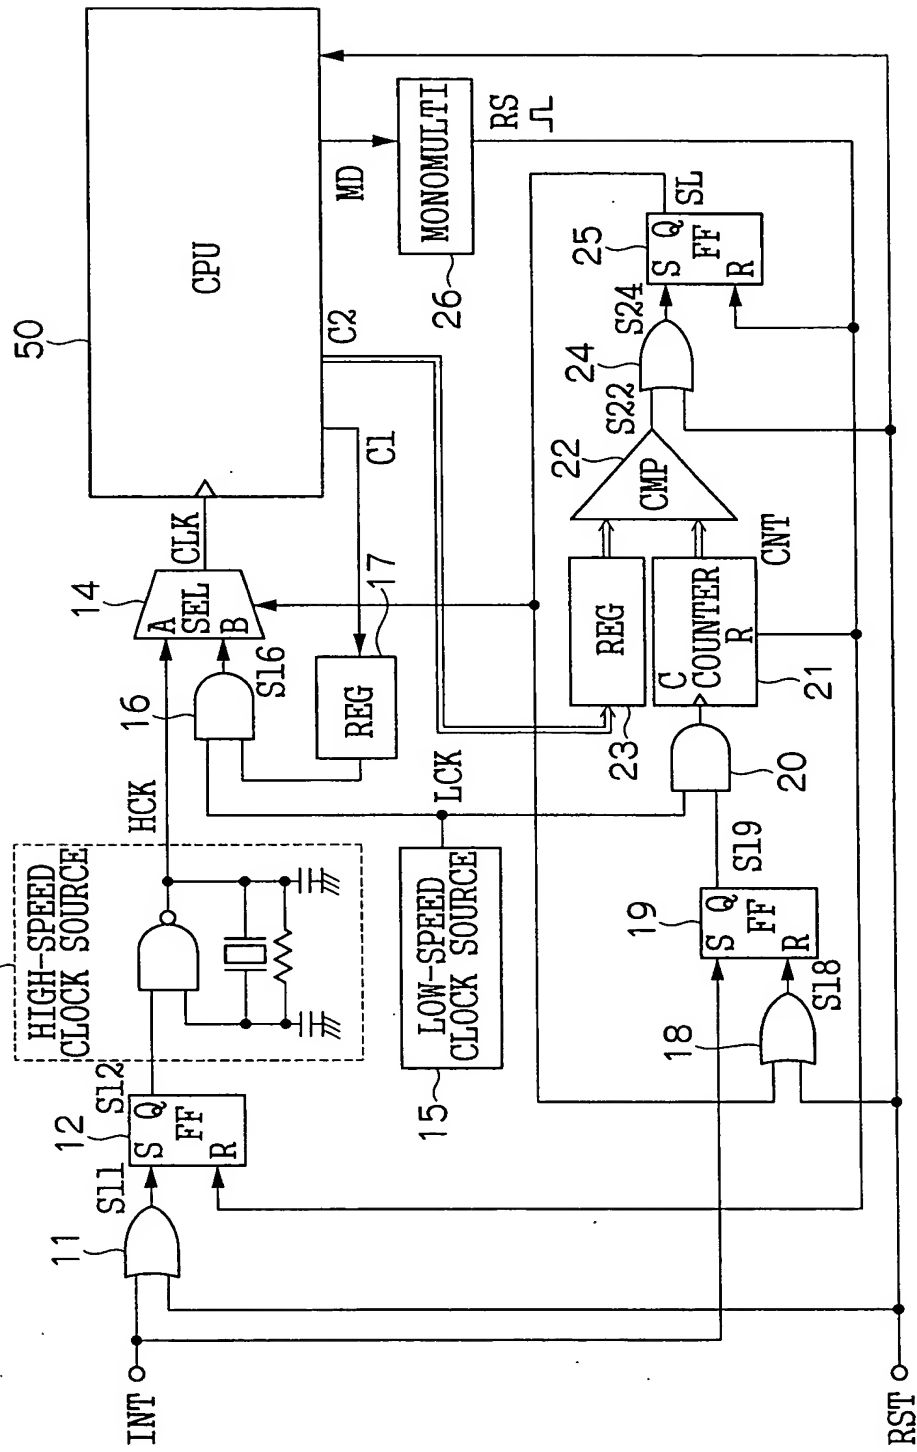 INT
RST
11
S11
12
S
Q
FF
R
S12
HIGH-SPEED
CLOCK SOURCE
HCK
14
A
SEL
B
CLK
50
CPU
16
S16
17
REG
C1
C2
MD
MONOMULTI
26
RS
15
LOW-SPEED
CLOCK SOURCE
LCK
18
S18
19
S
Q
FF
R
S19
20
C
COUNTER
R
21
CNT
REG
23
22
CMP
S22
24
S24
25
S
Q
FF
R
SL